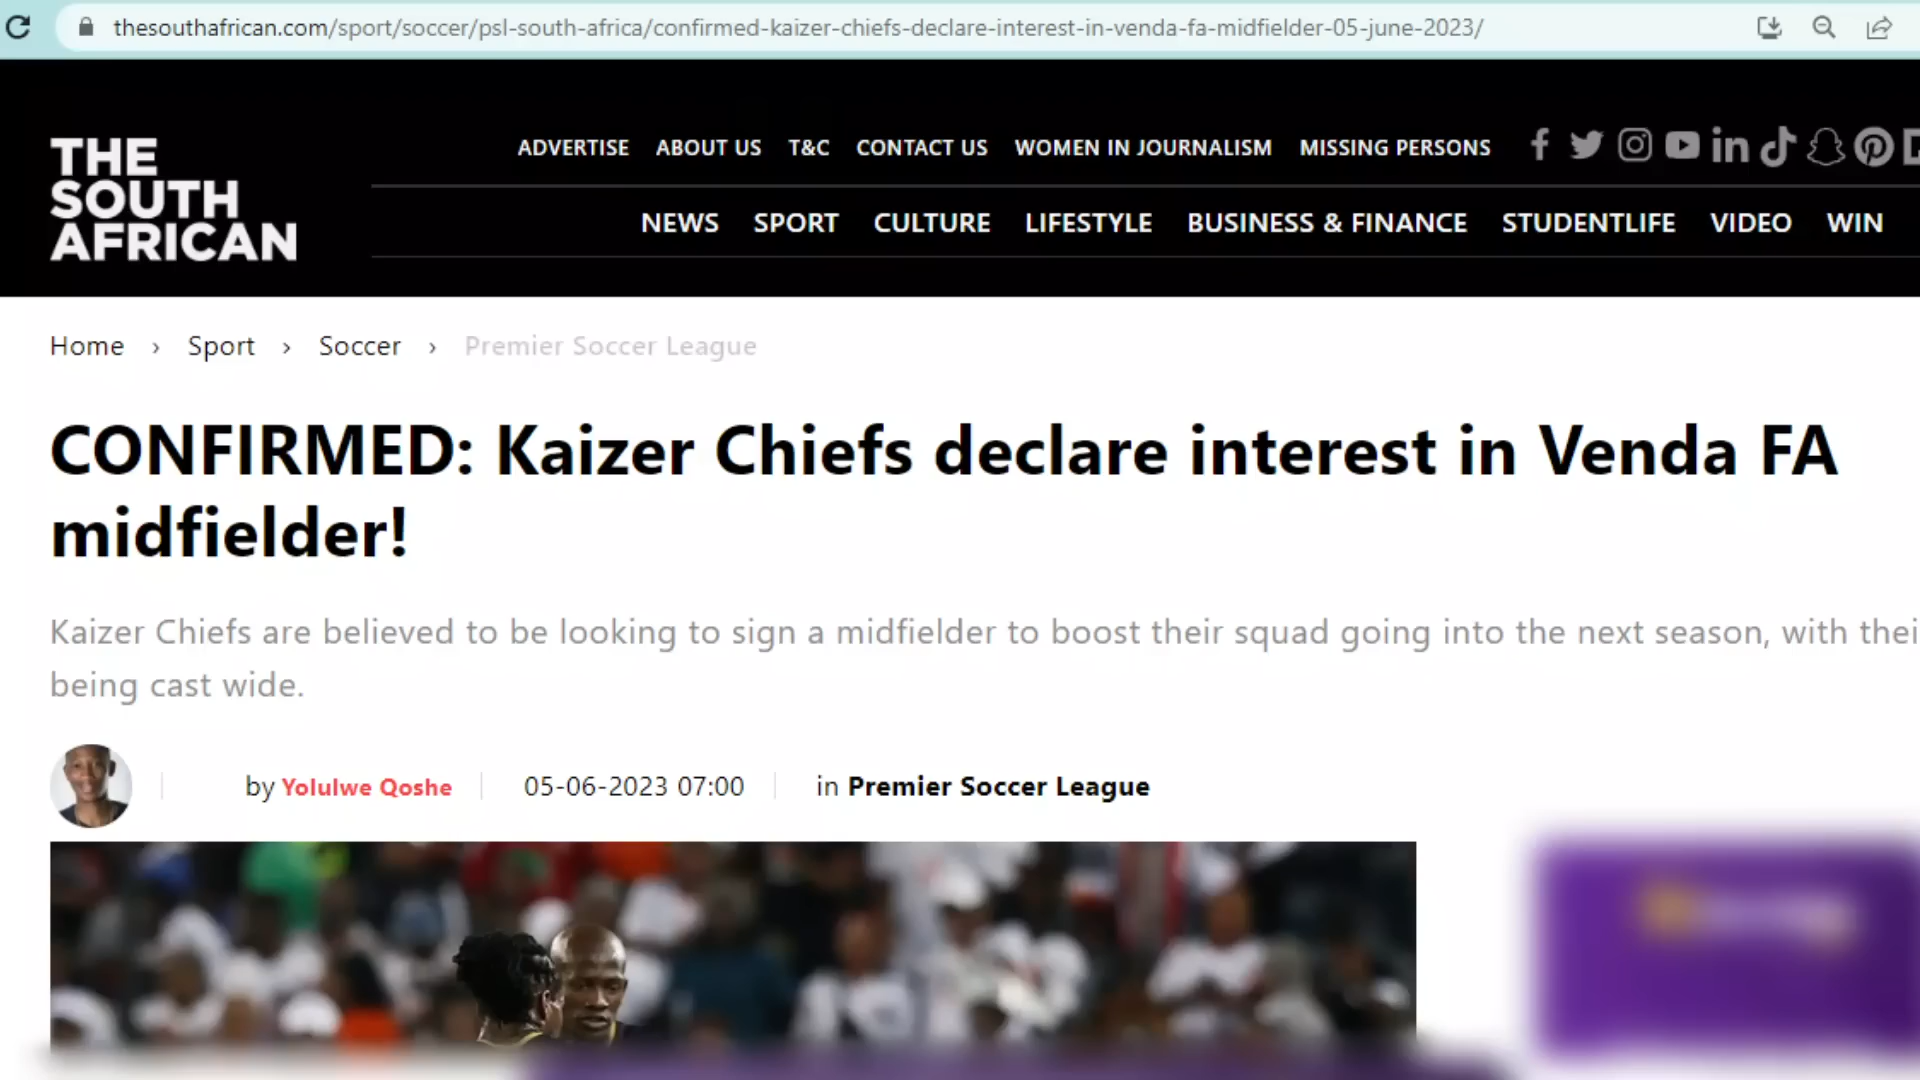 thesouthafrican.com/sport/soccer/psl-south-africa/confirmed-kaizer-chiefs-declare-interest-in-venda-fa-midfielder-05-june-2023/
THE
SOUTH
AFRICAN
ADVERTISE ABOUT US T&C CONTACT US WOMEN IN JOURNALISM MISSING PERSONS
NEWS SPORT CULTURE LIFESTYLE BUSINESS & FINANCE STUDENTLIFE VIDEO WIN
Home › Sport › Soccer › Premier Soccer League
CONFIRMED: Kaizer Chiefs declare interest in Venda FA
midfielder!
Kaizer Chiefs are believed to be looking to sign a midfielder to boost their squad going into the next season, with thei
being cast wide.
by Yolulwe Qoshe 05-06-2023 07:00 in Premier Soccer League